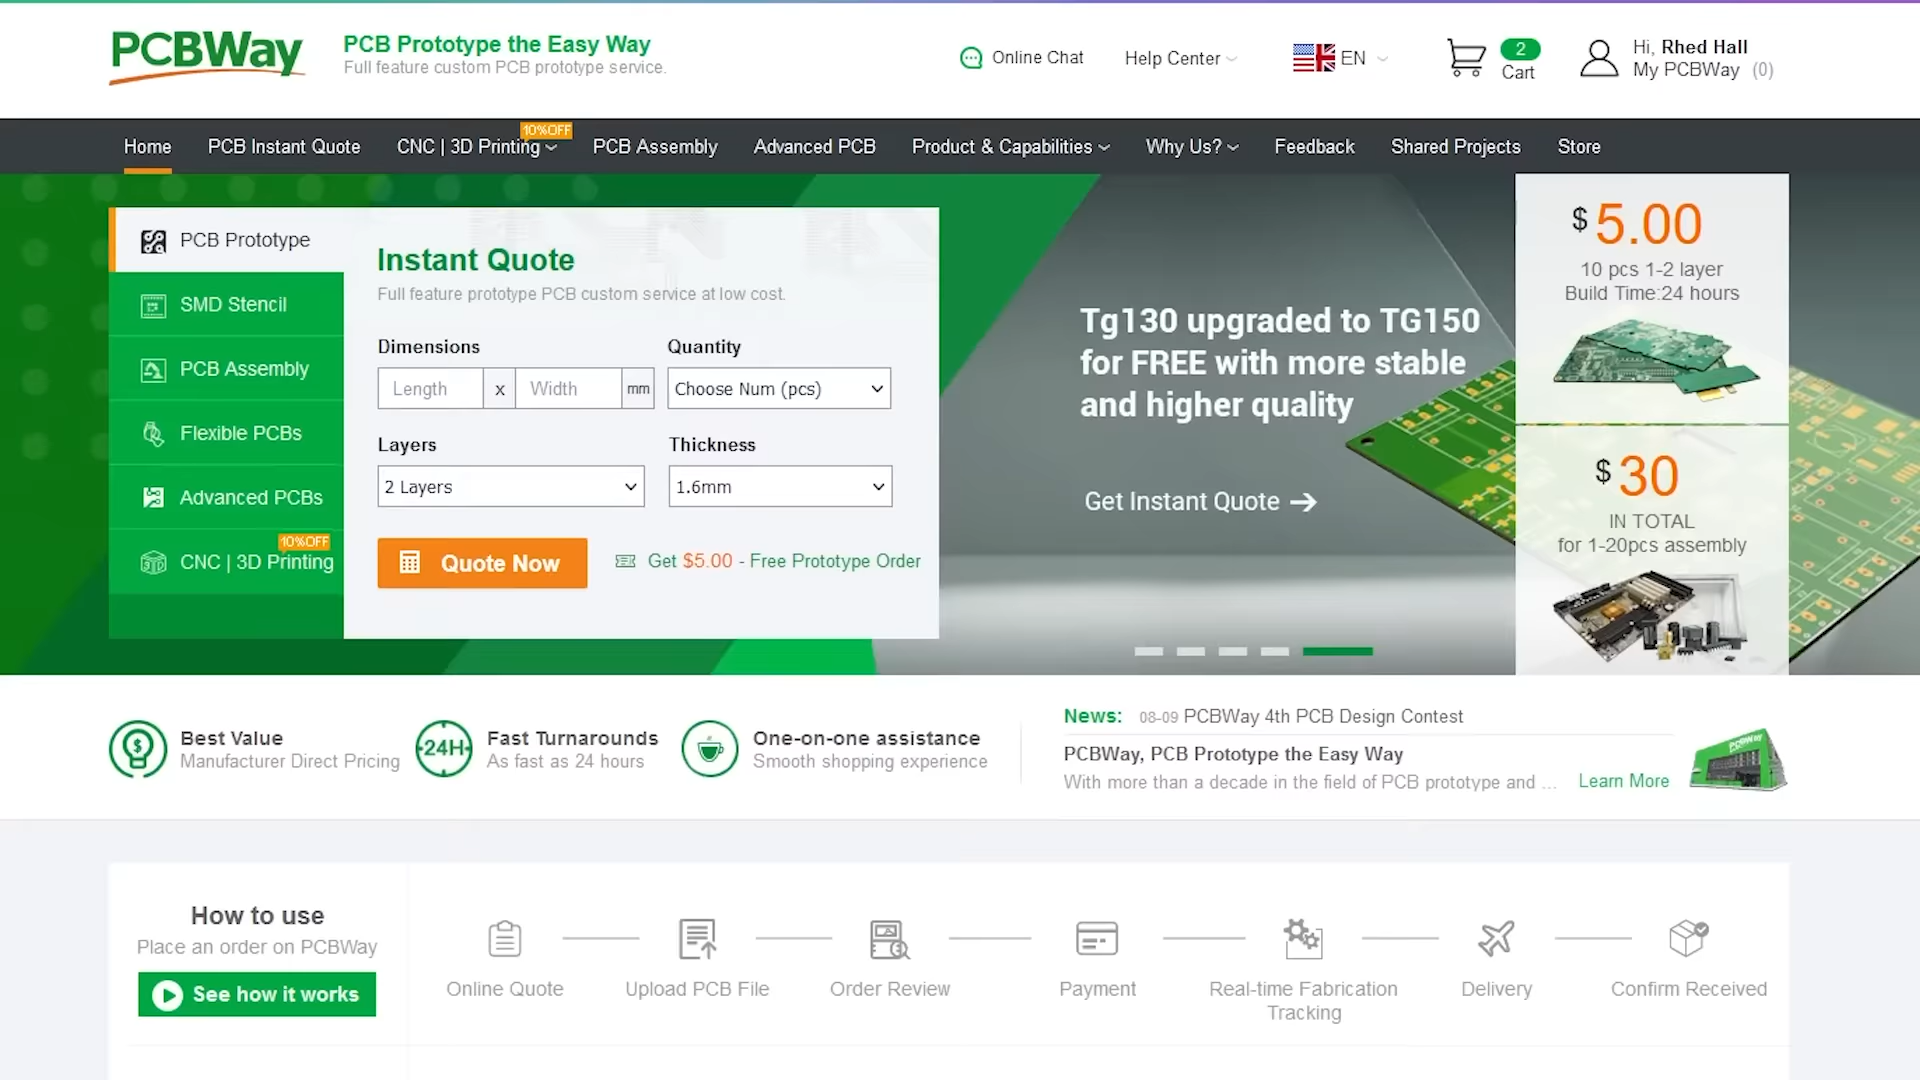 PCBWay
PCB Prototype the Easy Way
Full feature custom PCB prototype service.
Online Chat
Help Center
EN
2
Cart
Hi, Rhed Hall
My PCBWay (0)
Home
PCB Instant Quote
CNC | 3D Printing
10%OFF
PCB Assembly
Advanced PCB
Product & Capabilities
Why Us?
Feedback
Shared Projects
Store
PCB Prototype
SMD Stencil
PCB Assembly
Flexible PCBs
Advanced PCBs
10%OFF
CNC | 3D Printing
Instant Quote
Full feature prototype PCB custom service at low cost.
Dimensions
Quantity
Length x Width mm
Choose Num (pcs)
Layers
Thickness
2 Layers
1.6mm
Quote Now
Get $5.00 - Free Prototype Order
Tg130 upgraded to TG150
for FREE with more stable
and higher quality
Get Instant Quote
$ 5.00
10 pcs 1-2 layer
Build Time:24 hours
$ 30
IN TOTAL
for 1-20pcs assembly
Best Value
Manufacturer Direct Pricing
24H
Fast Turnarounds
As fast as 24 hours
One-on-one assistance
Smooth shopping experience
News: 08-09 PCBWay 4th PCB Design Contest
PCBWay, PCB Prototype the Easy Way
With more than a decade in the field of PCB prototype and ...
Learn More
PCBWay
How to use
Place an order on PCBWay
See how it works
Online Quote
Upload PCB File
Order Review
Payment
Real-time Fabrication
Tracking
Delivery
Confirm Received